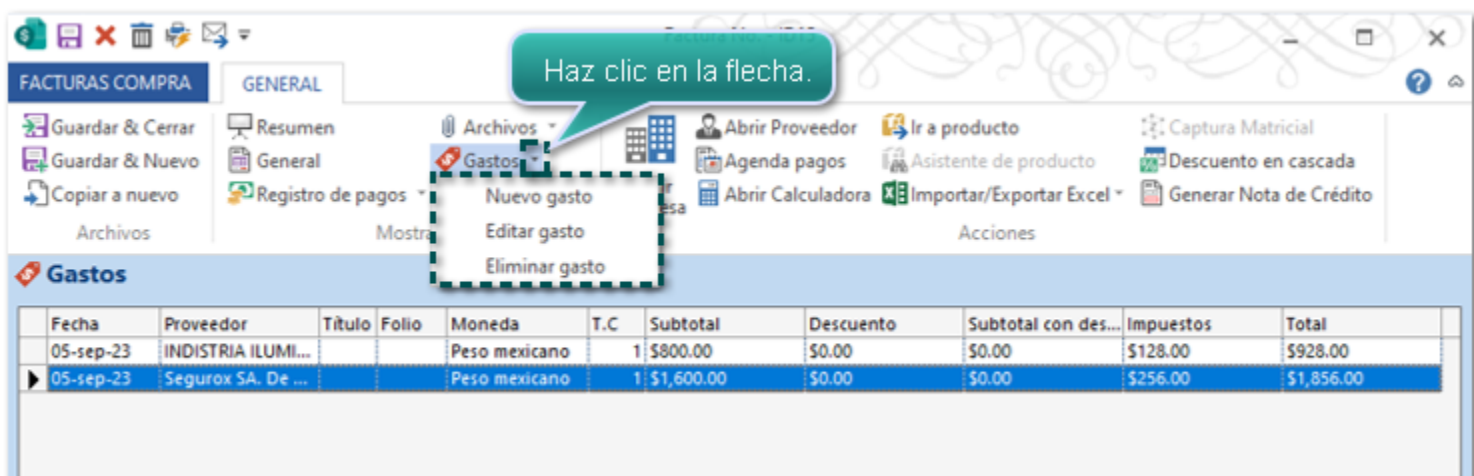 Haz clic en la flecha.
FACTURAS COMPRA GENERAL
Guardar & Cerrar Resumen Archivos Abrir Proveedor Ir a producto Captura Matricial
Guardar & Nuevo General Gastos Agenda pagos Asistente de producto Descuento en cascada
Copiar a nuevo Registro de pagos Abrir Calculadora Importar/Exportar Excel Generar Nota de Crédito
Nuevo gasto
Editar gasto
Eliminar gasto
Archivos Acciones
Gastos
Fecha Proveedor Título Folio Moneda T.C Subtotal Descuento Subtotal con des... Impuestos Total
05-sep-23 INDISTRIA ILUMI... Peso mexicano 1 $800.00 $0.00 $0.00 $128.00 $928.00
05-sep-23 Segurox SA. De ... Peso mexicano 1 $1,600.00 $0.00 $0.00 $256.00 $1,856.00